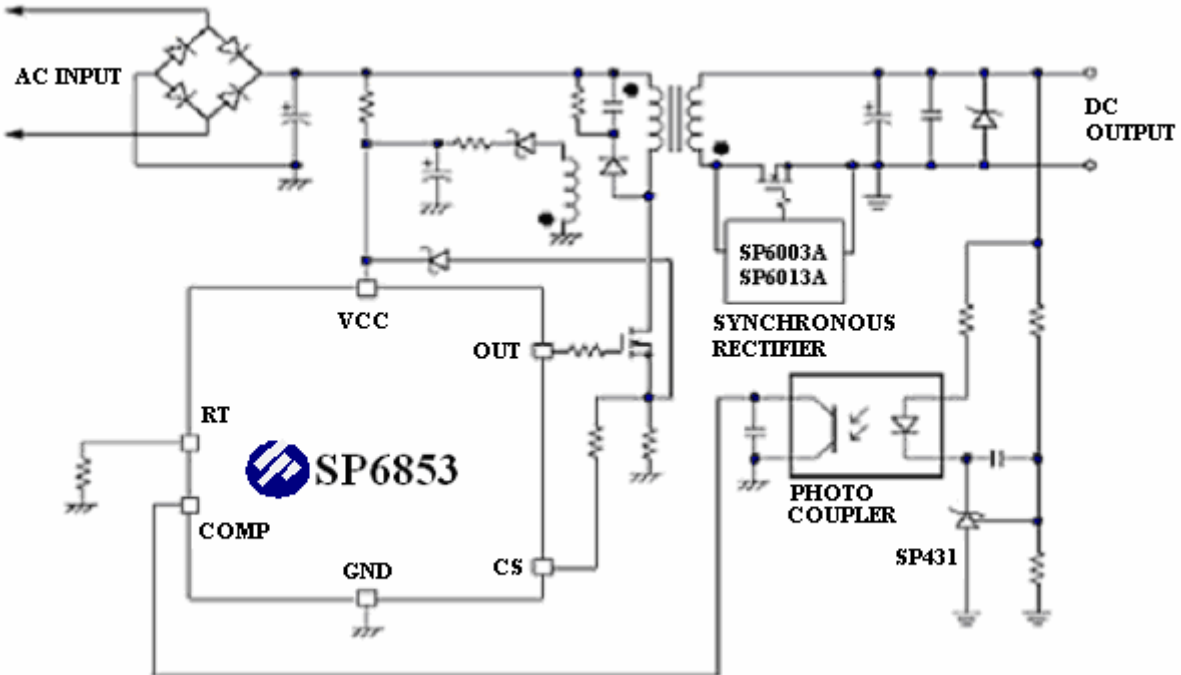 AC INPUT
DC
OUTPUT
SP6003A
SP6013A
SYNCHRONOUS
RECTIFIER
VCC
OUT
RT
SP6853
COMP
GND
CS
PHOTO
COUPLER
SP431